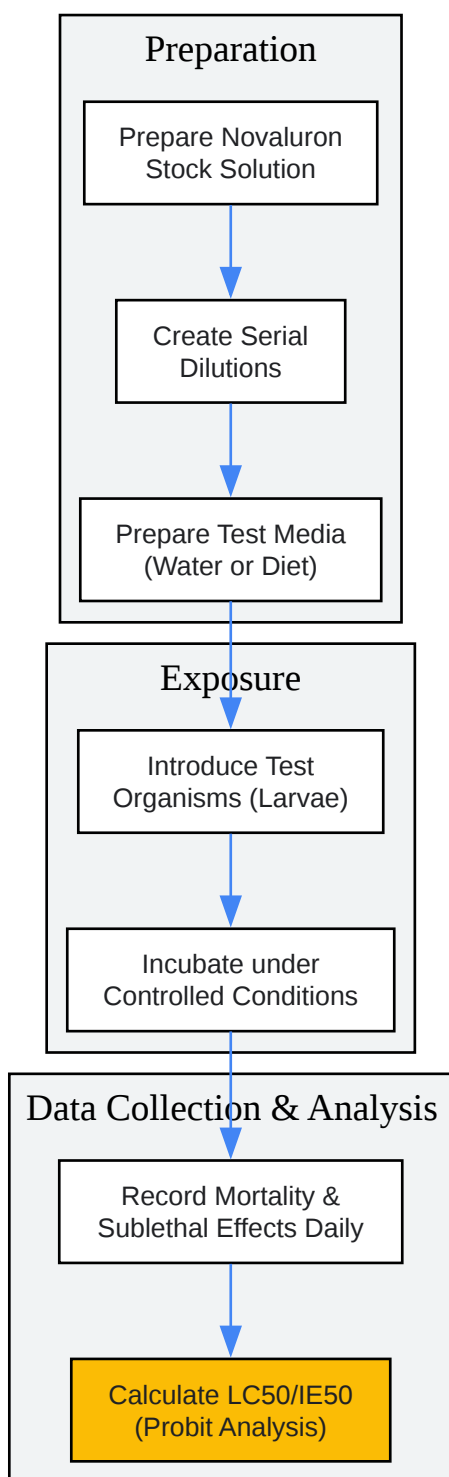 Preparation
Prepare Novaluron
Stock Solution
Create Serial
Dilutions
Prepare Test Media
(Water or Diet)
Exposure
Introduce Test
Organisms (Larvae)
Incubate under
Controlled Conditions
Data Collection & Analysis
Record Mortality &
Sublethal Effects Daily
Calculate LC50/IE50
(Probit Analysis)